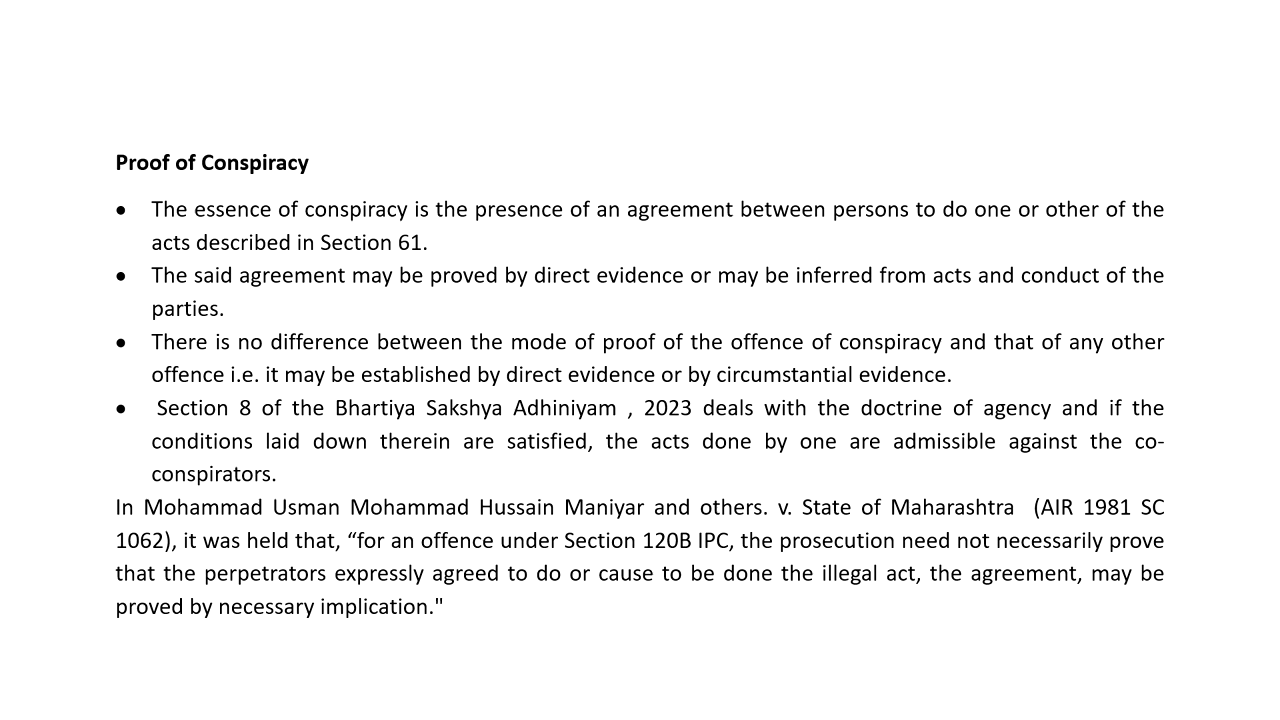 Proof of Conspiracy
• The essence of conspiracy is the presence of an agreement between persons to do one or other of the
acts described in Section 61.
• The said agreement may be proved by direct evidence or may be inferred from acts and conduct of the
parties.
• There is no difference between the mode of proof of the offence of conspiracy and that of any other
offence i.e. it may be established by direct evidence or by circumstantial evidence.
• Section 8 of the Bhartiya Sakshya Adhiniyam , 2023 deals with the doctrine of agency and if the
conditions laid down therein are satisfied, the acts done by one are admissible against the co-
conspirators.
In Mohammad Usman Mohammad Hussain Maniyar and others. v. State of Maharashtra (AIR 1981 SC
1062), it was held that, “for an offence under Section 120B IPC, the prosecution need not necessarily prove
that the perpetrators expressly agreed to do or cause to be done the illegal act, the agreement, may be
proved by necessary implication."